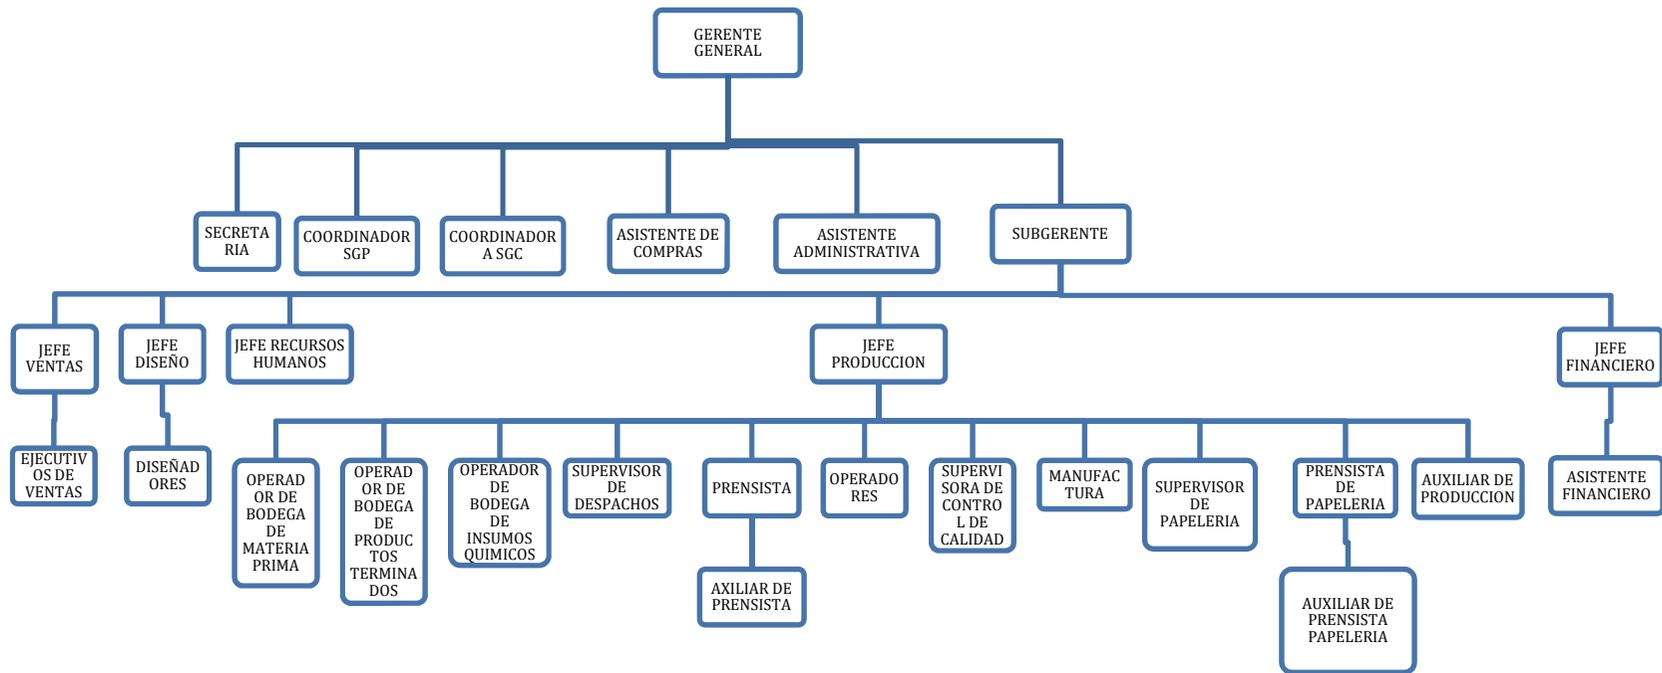 GERENTE
GENERAL
SECRETA
RIA
COORDINADOR
SGP
COORDINADOR
A SGC
ASISTENTE DE
COMPRAS
ASISTENTE
ADMINISTRATIVA
SUBGERENTE
JEFE
VENTAS
JEFE
DISEÑO
JEFE RECURSOS
HUMANOS
JEFE
PRODUCCION
JEFE
FINANCIERO
EJECUTIV
OS DE
VENTAS
DISEÑAD
ORES
OPERAD
OR DE
BODEGA
DE
MATERIA
PRIMA
OPERAD
OR DE
BODEGA
DE
PRODUC
TOS
TERMINA
DOS
OPERADOR
DE
BODEGA
DE
INSUMOS
QUIMICOS
SUPERVISOR
DE
DESPACHOS
PRENSISTA
OPERADO
RES
SUPERVI
SORA DE
CONTRO
L DE
CALIDAD
MANUFAC
TURA
SUPERVISOR
DE
PAPELERIA
PRENSISTA
DE
PAPELERIA
AUXILIAR DE
PRODUCCION
ASISTENTE
FINANCIERO
AXILIAR DE
PRENSISTA
AUXILIAR DE
PRENSISTA
PAPELERIA